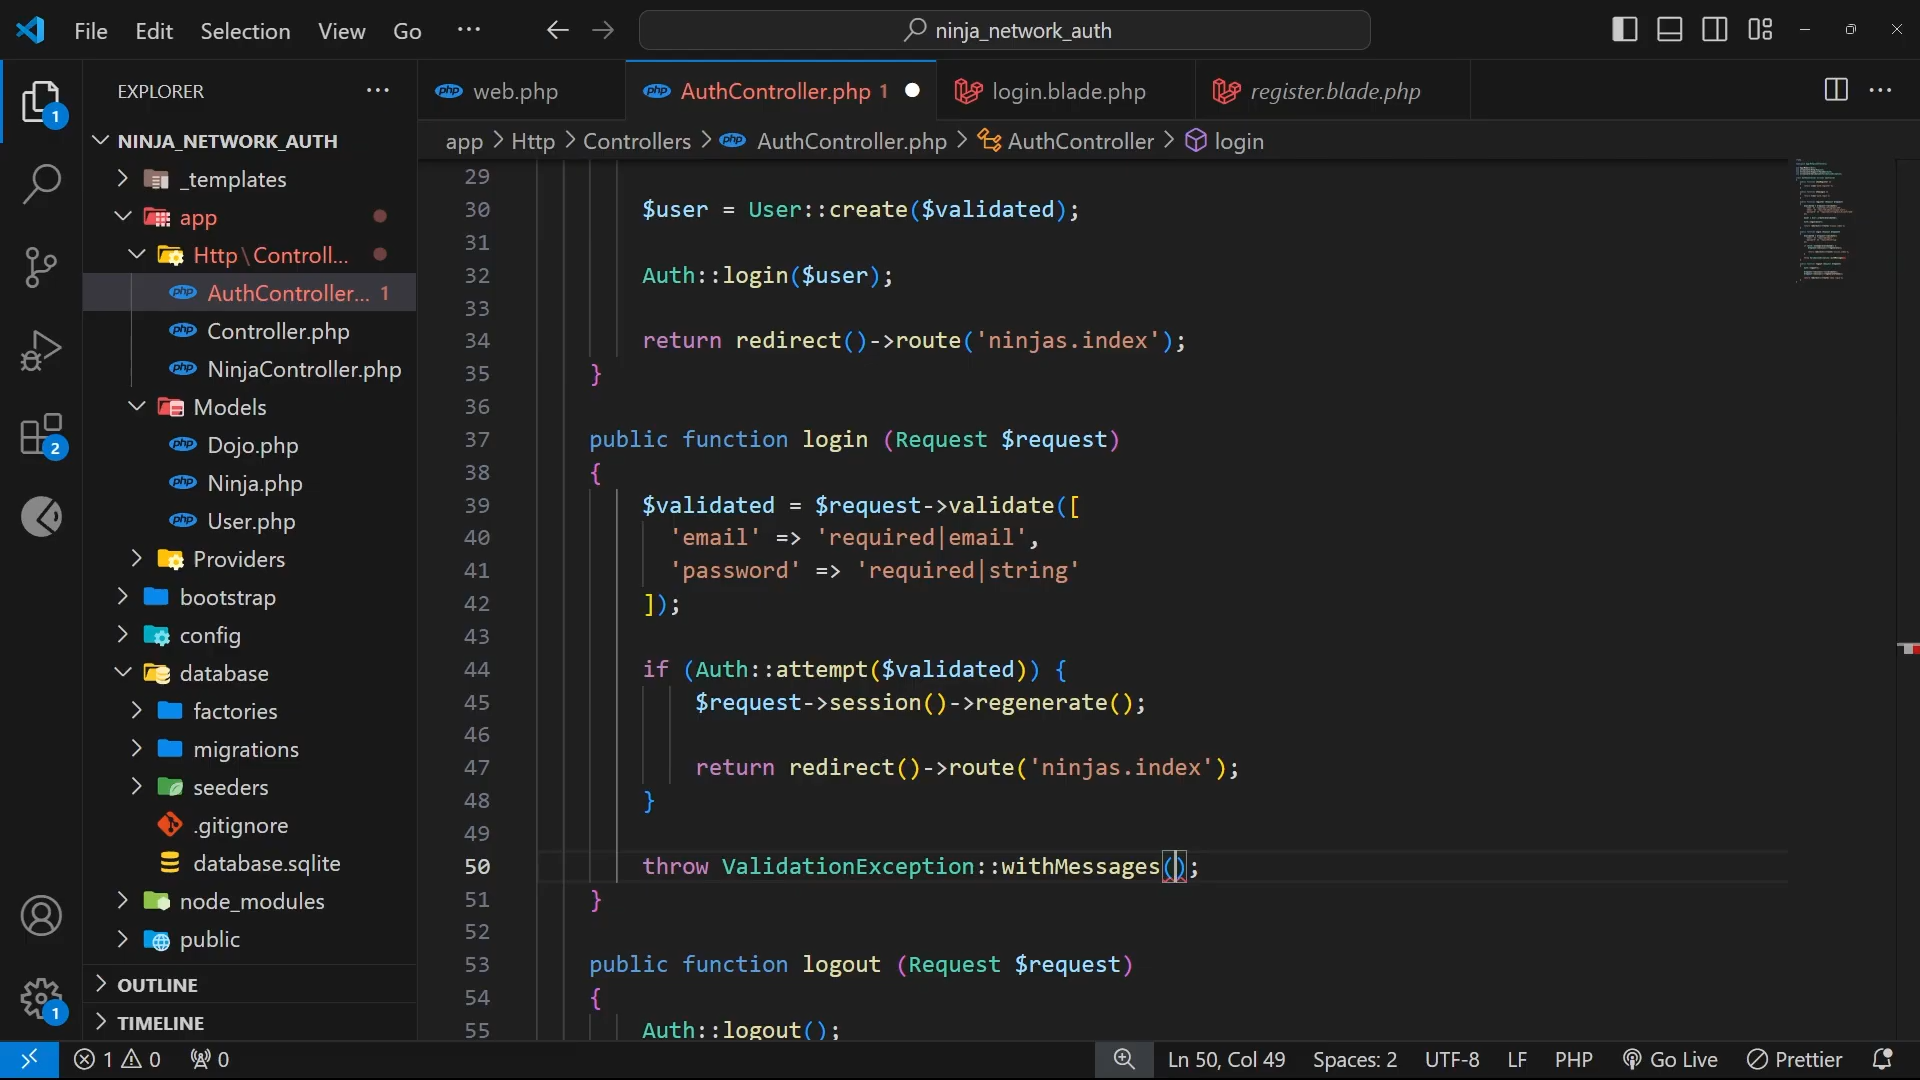 File Edit Selection View Go ···
ninja_network_auth
EXPLORER
NINJA_NETWORK_AUTH
_templates
app
Http\Controll...
AuthController... 1
Controller.php
NinjaController.php
Models
Dojo.php
Ninja.php
User.php
Providers
bootstrap
config
database
factories
migrations
seeders
.gitignore
database.sqlite
node_modules
public
OUTLINE
TIMELINE
1
2
1
web.php
AuthController.php 1
login.blade.php
register.blade.php
app > Http > Controllers > AuthController.php > AuthController > login
29
30 $user = User::create($validated);
31
32 Auth::login($user);
33
34 return redirect()->route('ninjas.index');
35 }
36
37 public function login (Request $request)
38 {
39 $validated = $request->validate([
40 'email' => 'required|email',
41 'password' => 'required|string'
42 ]);
43
44 if (Auth::attempt($validated)) {
45 $request->session()->regenerate();
46
47 return redirect()->route('ninjas.index');
48 }
49
50 throw ValidationException::withMessages();
51 }
52
53 public function logout (Request $request)
54 {
55 Auth::logout();
1 0 0
Ln 50, Col 49 Spaces: 2 UTF-8 LF PHP Go Live Prettier